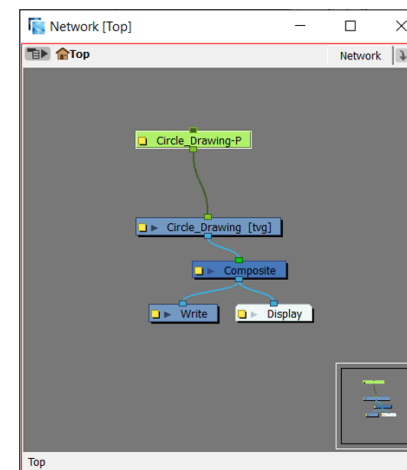 Network [Top]
Top
Network
Circle_Drawing-P
Circle_Drawing [tvg]
Composite
Write
Display
Top